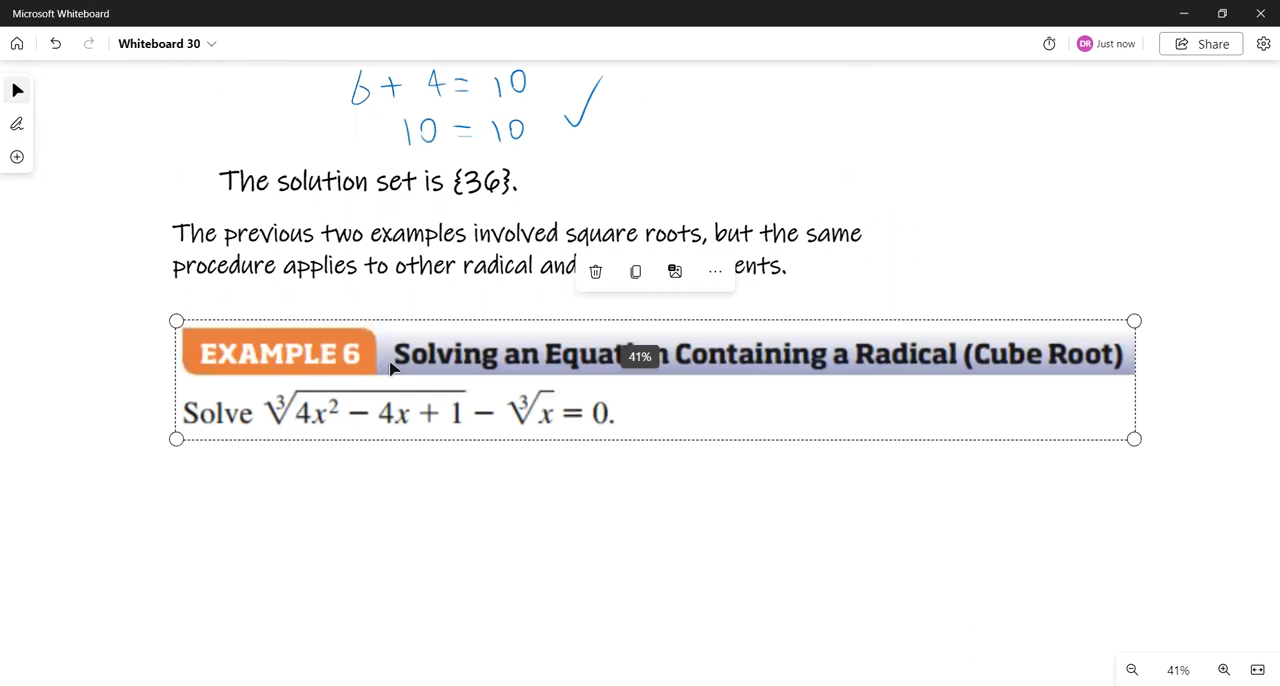 Microsoft Whiteboard
Whiteboard 30
DR Just now
Share
6 + 4 = 10
10 = 10 ✓
The solution set is {36}.
The previous two examples involved square roots, but the same
procedure applies to other radical and ents.
EXAMPLE 6 Solving an Equat n Containing a Radical (Cube Root)
41%
Solve ∛(4x² − 4x + 1) − ∛x = 0.
41%